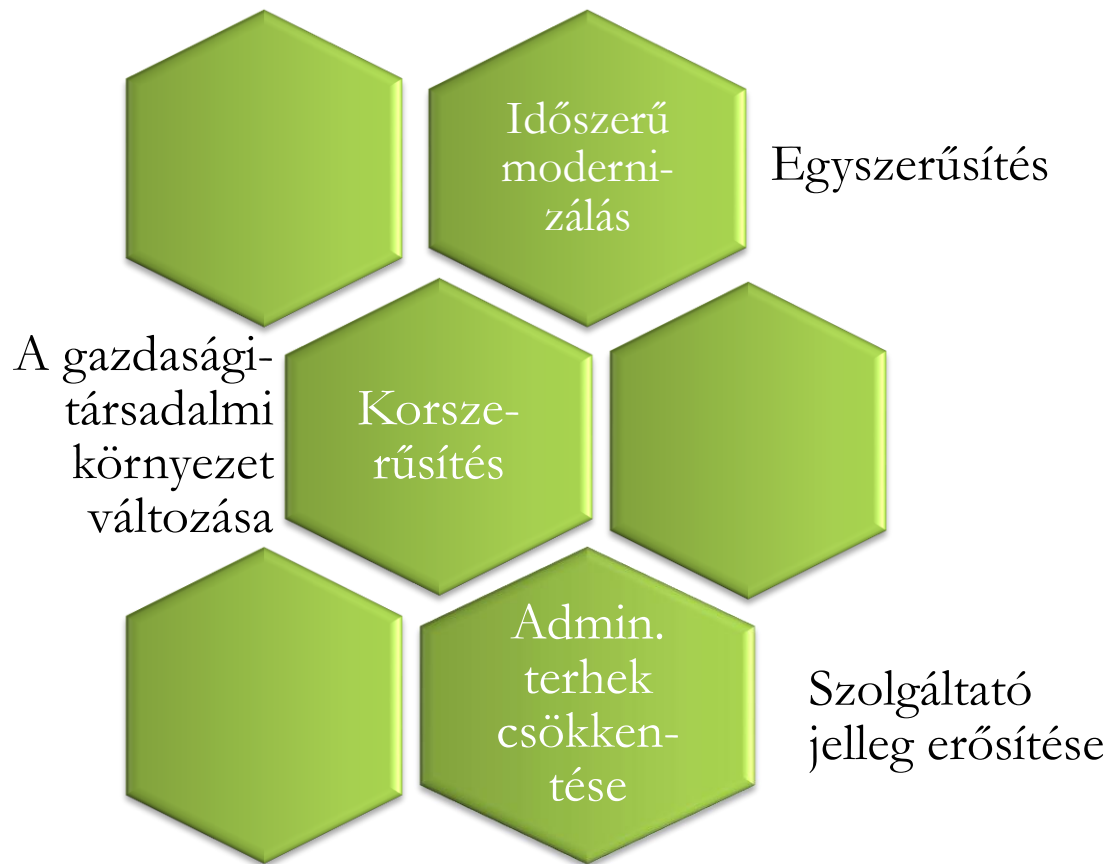 Időszerű
moderni-
zálás
Egyszerűsítés
A gazdasági-
társadalmi
környezet
változása
Korsze-
rűsítés
Admin.
terhek
csökken-
tése
Szolgáltató
jelleg erősítése